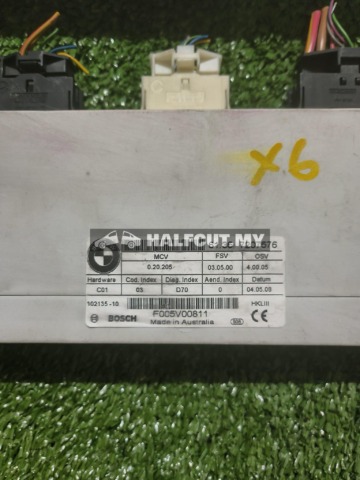 X6
HALFCUT.MY
MCV FSV OSV
0.20.205 03.05.00 4.00.05
Hardware Cod. Index Diag. Index Aend. Index Datum
C01 03 D70 0 04.05.09
102135-10 HKLIII
BOSCH F005V00811
Made in Australia
CE